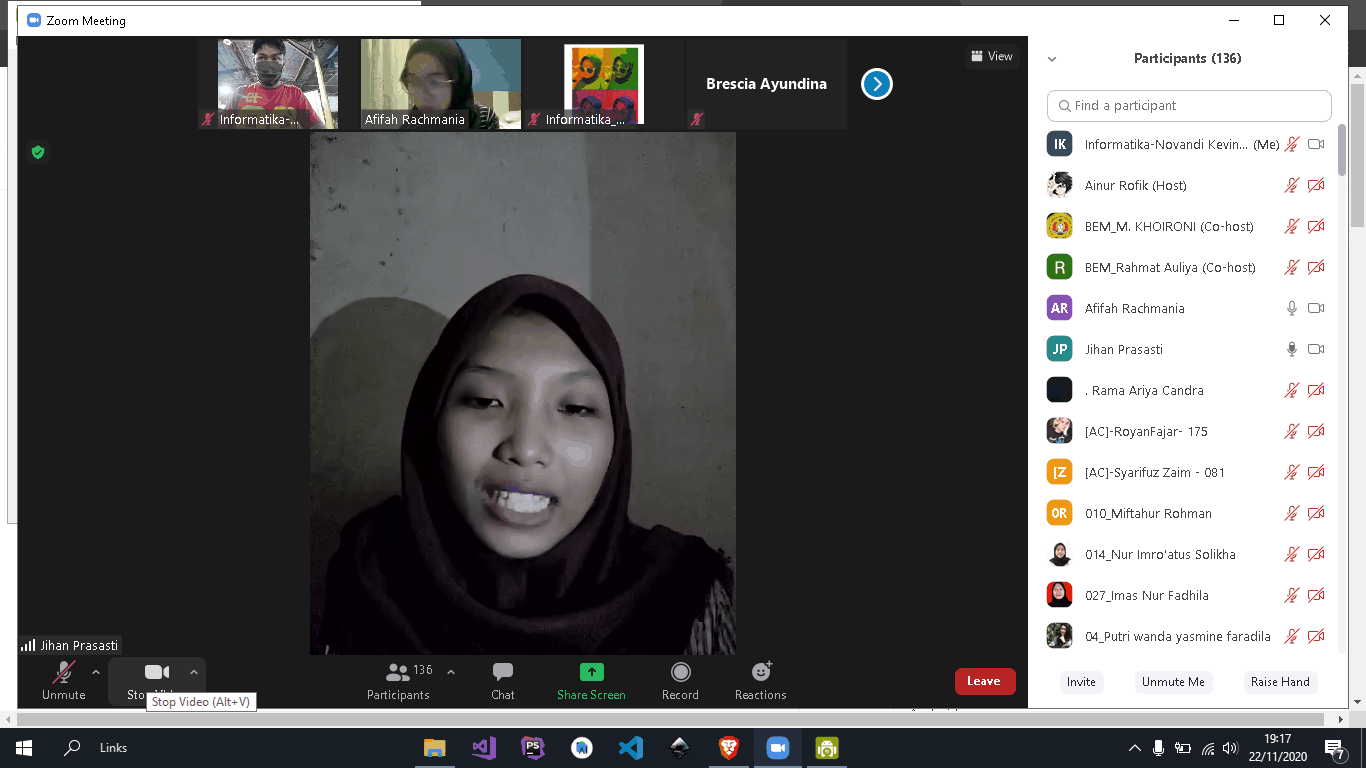 Zoom Meeting
Informatika-...
Afifah Rachmania
Informatika_...
Brescia Ayundina
View
Participants (136)
Find a participant
IK Informatika-Novandi Kevin... (Me)
Ainur Rofik (Host)
BEM_M. KHOIRONI (Co-host)
R BEM_Rahmat Auliya (Co-host)
AR Afifah Rachmania
JP Jihan Prasasti
. Rama Ariya Candra
[AC]-RoyanFajar- 175
[Z [AC]-Syarifuz Zaim - 081
OR 010_Miftahur Rohman
014_Nur Imro'atus Solikha
027_Imas Nur Fadhila
04_Putri wanda yasmine faradila
Jihan Prasasti
Unmute
Stop Video (Alt+V)
136
Participants
Chat
Share Screen
Record
Reactions
Leave
Invite
Unmute Me
Raise Hand
Links
PS
19:17
22/11/2020
7